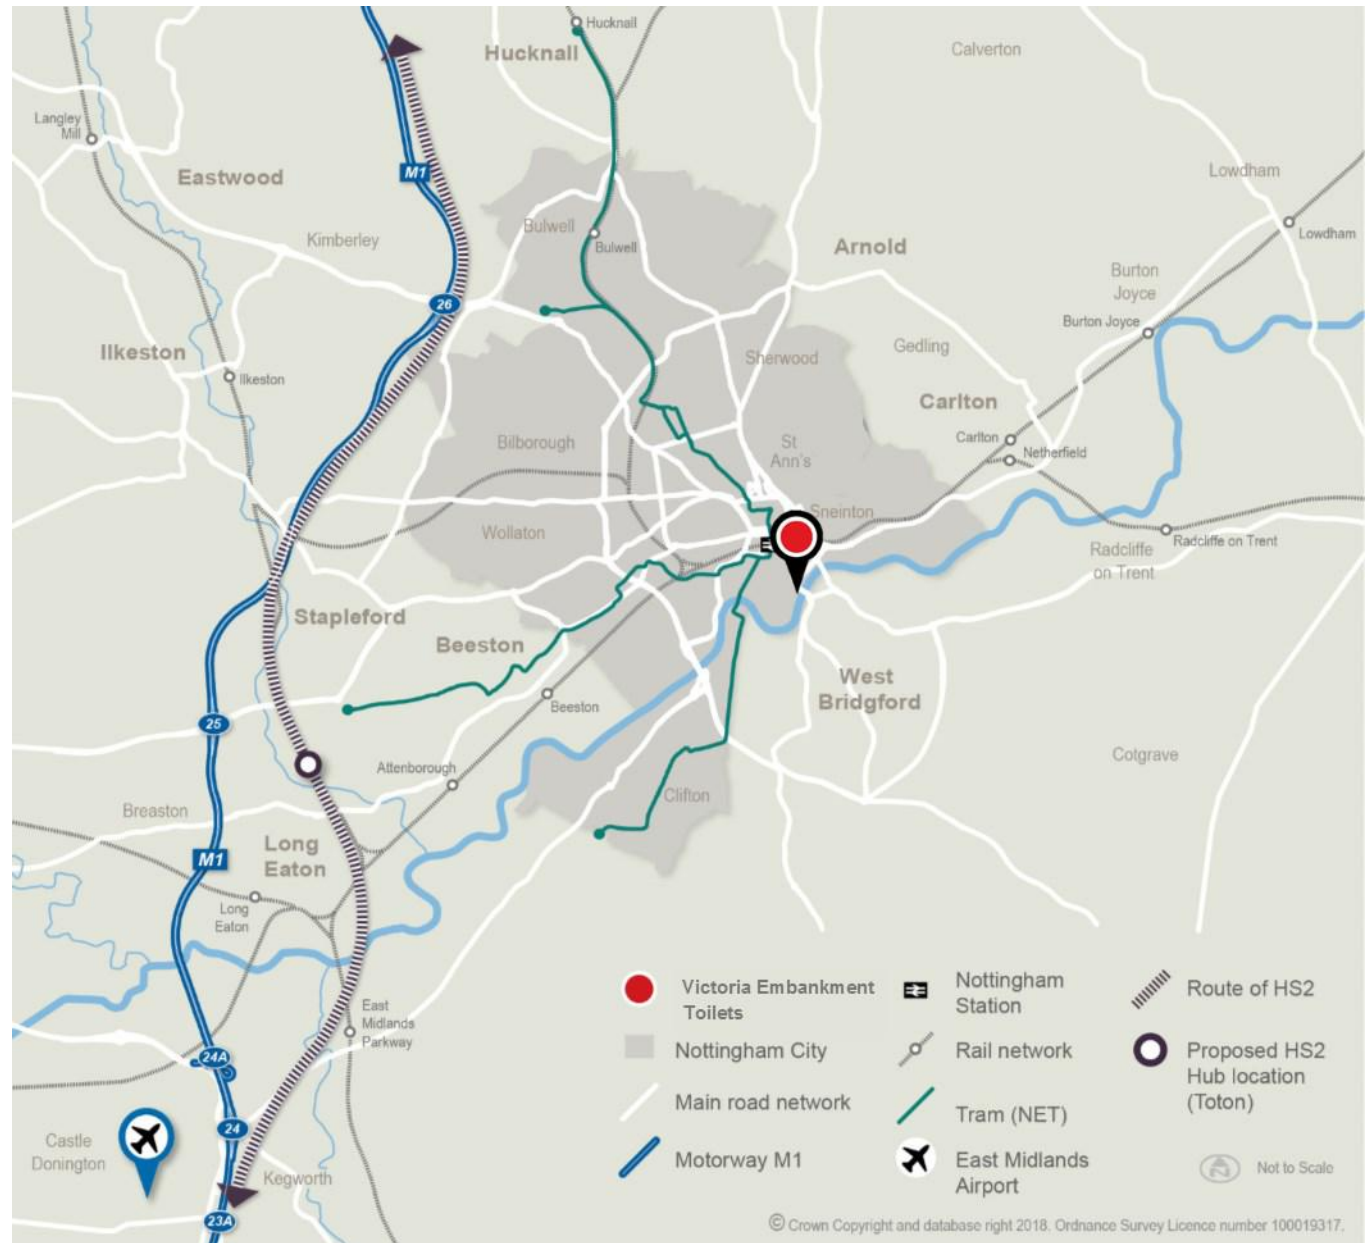 Hucknall
Hucknall
Calverton
Langley
Mill
Eastwood
M1
Lowdham
Kimberley
Bulwell
Bulwell
Arnold
Lowdham
Burton
Joyce
26
Burton Joyce
Ilkeston
Ilkeston
Sherwood
Gedling
Carlton
Bilborough
St
Ann's
Carlton
Netherfield
Wollaton
Sneinton
Radcliffe on Trent
Radcliffe
on Trent
Stapleford
Beeston
West
Bridgford
25
Beeston
Attenborough
Cotgrave
Breaston
Clifton
Long
Eaton
M1
Long
Eaton
East
Midlands
Parkway
24A
24
Castle
Donington
Kegworth
23A
Victoria Embankment
Toilets
Nottingham City
Main road network
Motorway M1
Nottingham
Station
Rail network
Tram (NET)
East Midlands
Airport
Route of HS2
Proposed HS2
Hub location
(Toton)
N
Not to Scale
© Crown Copyright and database right 2018. Ordnance Survey Licence number 100019317.